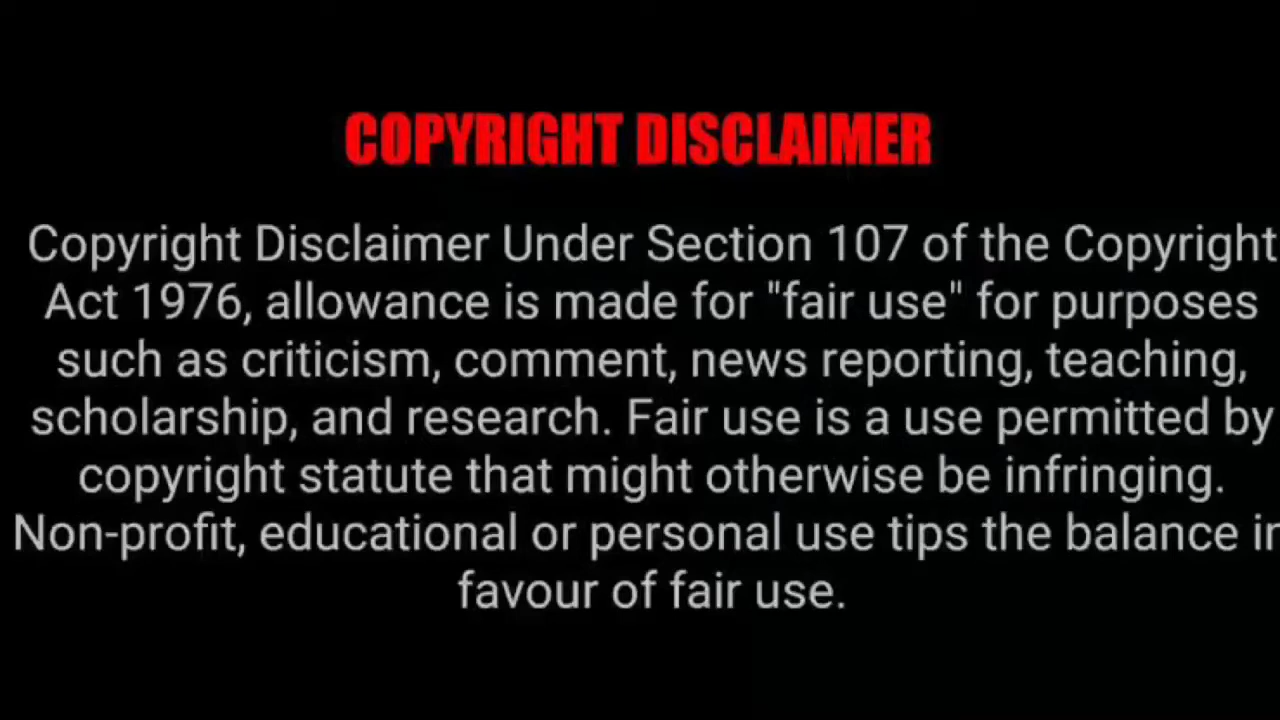 COPYRIGHT DISCLAIMER
Copyright Disclaimer Under Section 107 of the Copyright
Act 1976, allowance is made for "fair use" for purposes
such as criticism, comment, news reporting, teaching,
scholarship, and research. Fair use is a use permitted by
copyright statute that might otherwise be infringing.
Non-profit, educational or personal use tips the balance in
favour of fair use.